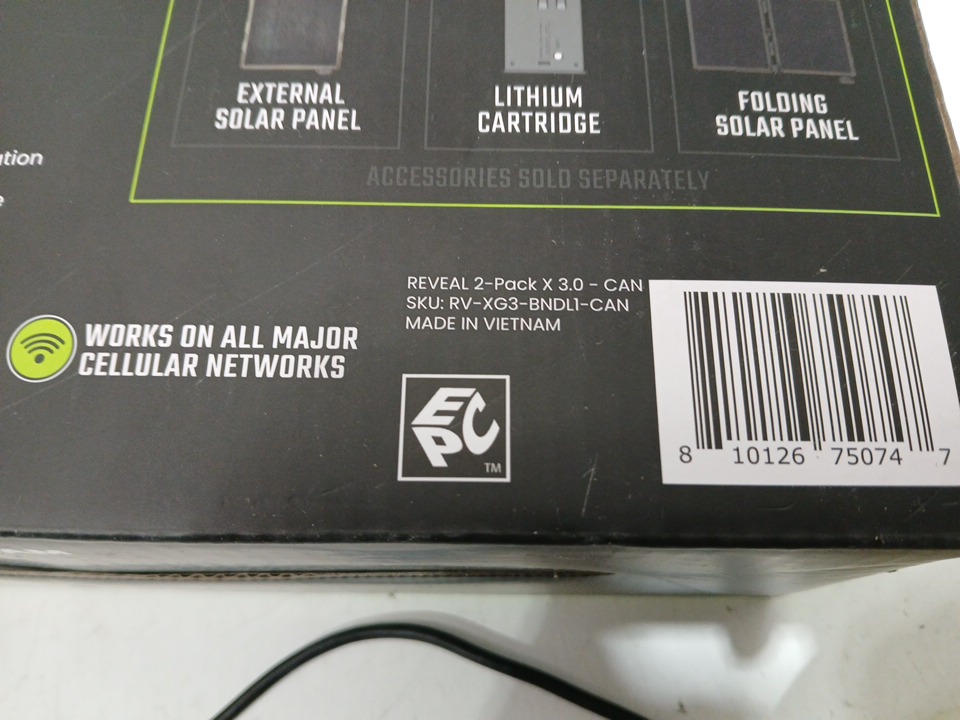 EXTERNAL
SOLAR PANEL
LITHIUM
CARTRIDGE
FOLDING
SOLAR PANEL
ACCESSORIES SOLD SEPARATELY
REVEAL 2-Pack X 3.0 - CAN
SKU: RV-XG3-BNDL1-CAN
MADE IN VIETNAM
WORKS ON ALL MAJOR
CELLULAR NETWORKS
EPC
TM
8 10126 75074 7